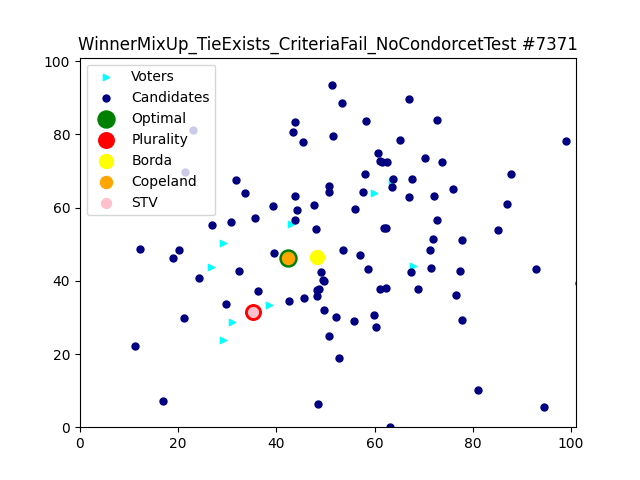 WinnerMixUp_TieExists_CriteriaFail_NoCondorcetTest #7371
Voters
Candidates
Optimal
Plurality
Borda
Copeland
STV
100
80
60
40
20
0
0 20 40 60 80 100